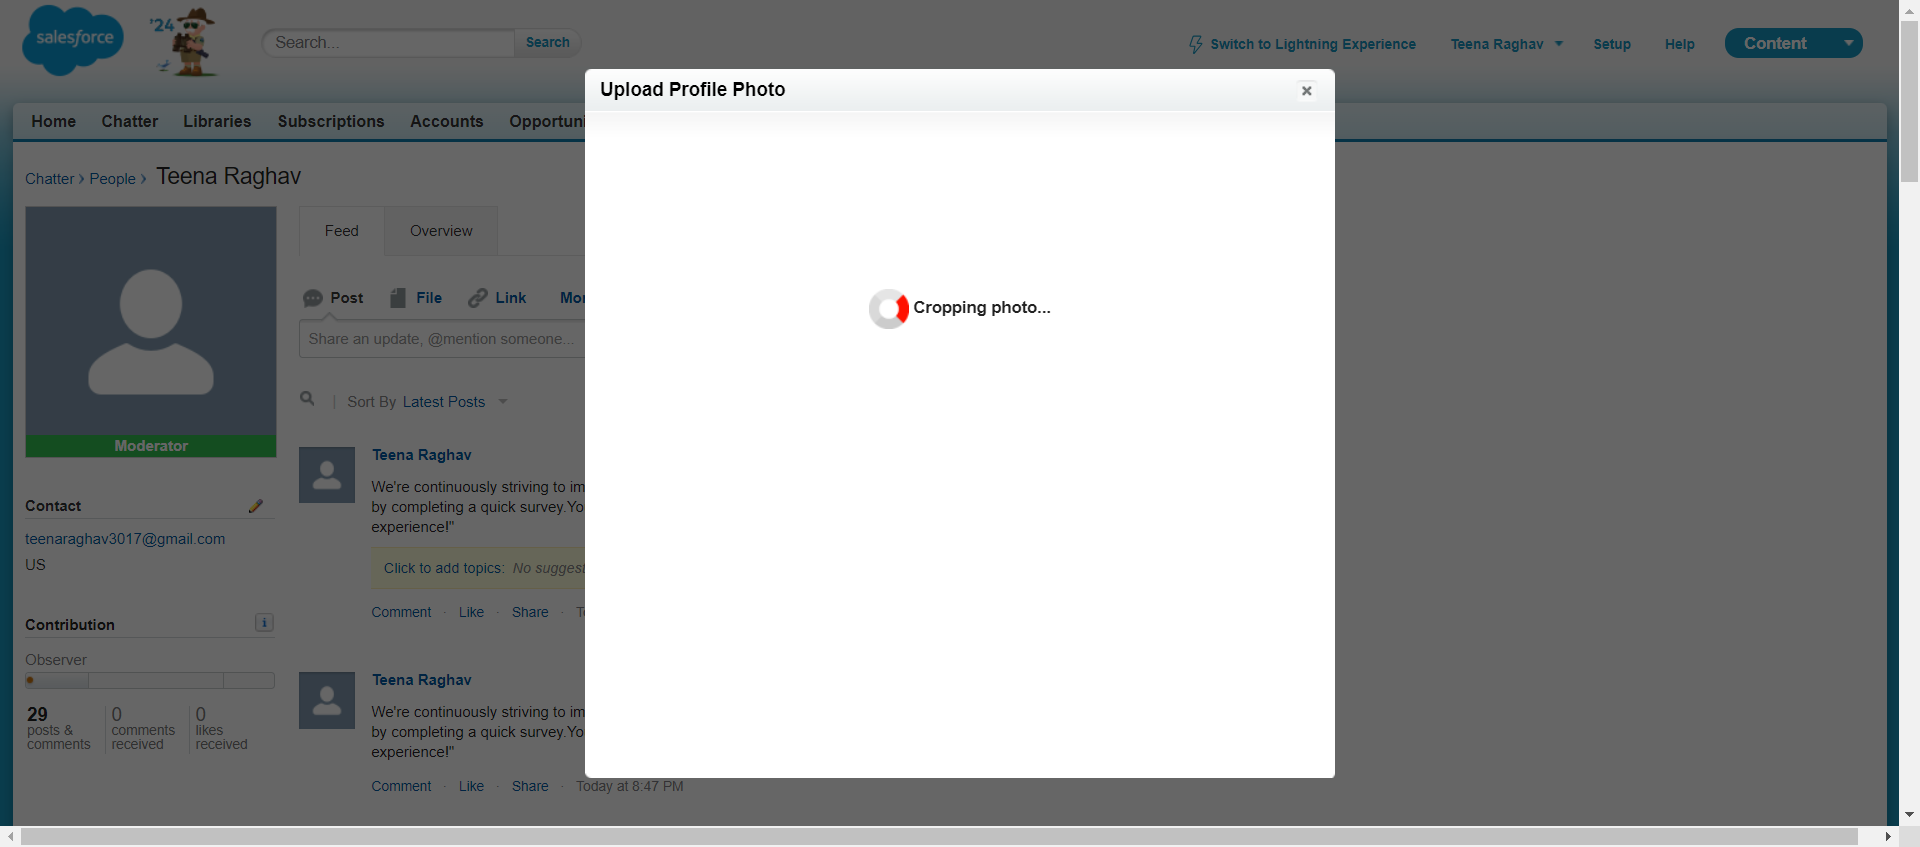 salesforce
'24
Search...
Search
Switch to Lightning Experience
Teena Raghav
Setup
Help
Content
Upload Profile Photo
Home
Chatter
Libraries
Subscriptions
Accounts
Opportuni
Chatter › People › Teena Raghav
Feed
Overview
Cropping photo...
Post
File
Link
Mor
Share an update, @mention someone...
| Sort By Latest Posts
Moderator
Teena Raghav
We're continuously striving to im
by completing a quick survey.Yo
experience!"
Click to add topics: No suggest
Comment · Like · Share ·
Contact
teenaraghav3017@gmail.com
US
Contribution
i
Observer
29
posts &
comments
0
comments
received
0
likes
received
Teena Raghav
We're continuously striving to im
by completing a quick survey.Yo
experience!"
Comment · Like · Share · Today at 8:47 PM